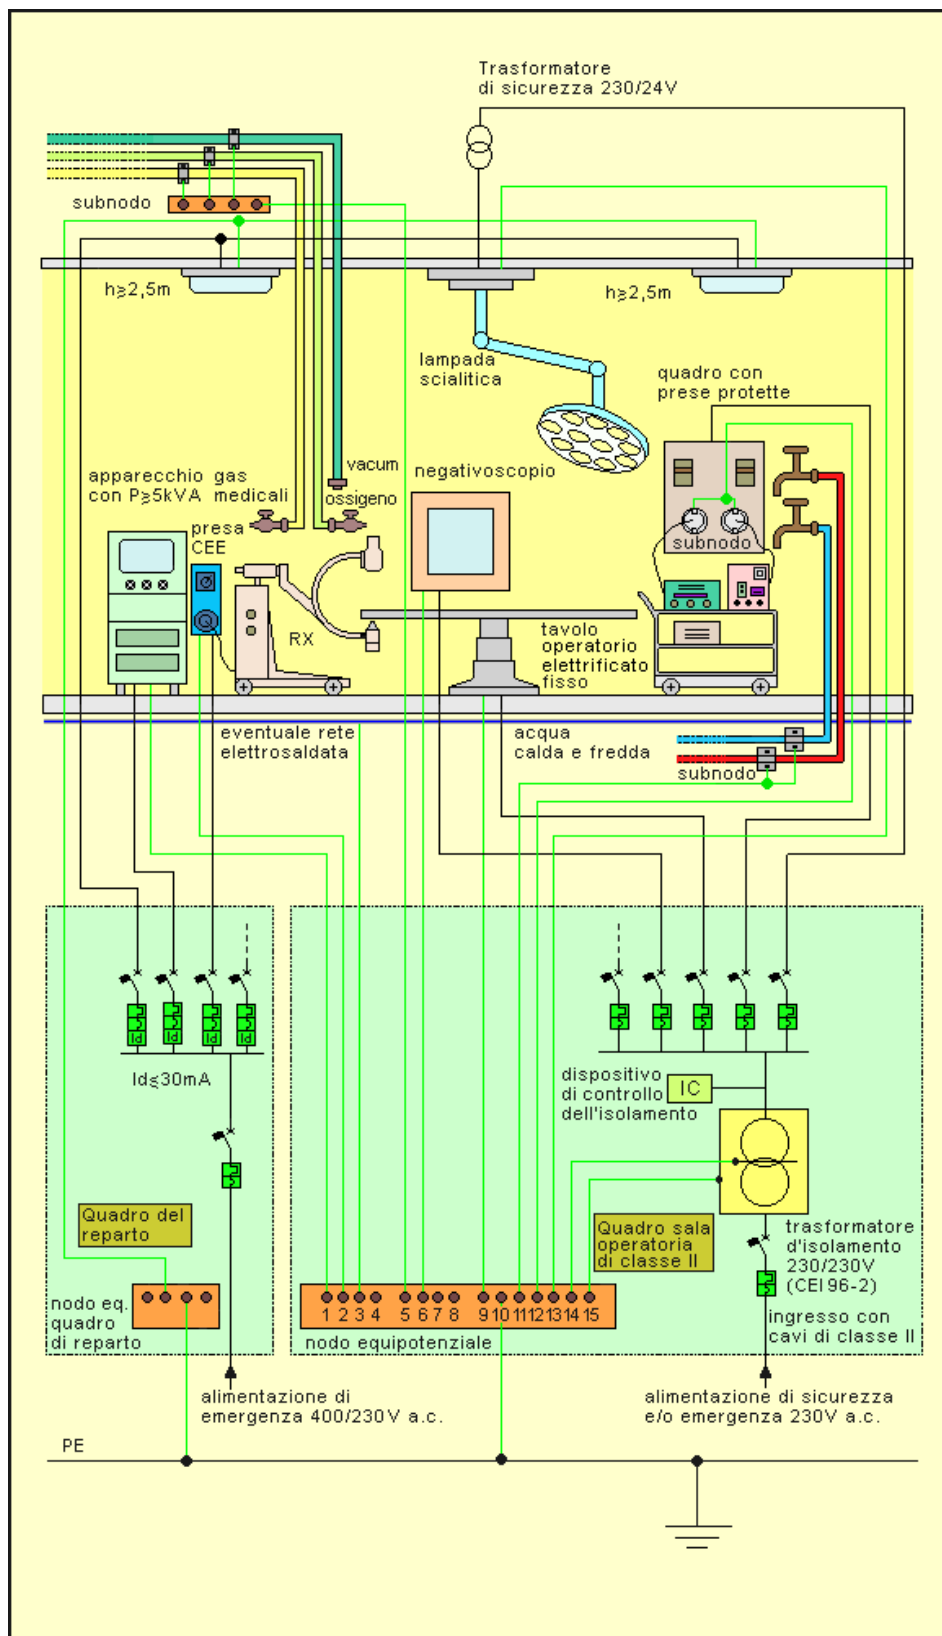 Trasformatore
di sicurezza 230/24V
subnodo
h≥2,5m
h≥2,5m
lampada
scialitica
quadro con
prese protette
apparecchio gas
con P≥5kVA medicali
vacum
ossigeno
negativoscopio
presa
CEE
subnodo
RX
tavolo
operatorio
elettrificato
fisso
eventuale rete
elettrosaldata
acqua
calda e fredda
subnodo
Id
Id
Id
Id
Id≤30mA
dispositivo
di controllo
dell'isolamento
IC
Quadro del
reparto
Quadro sala
operatoria
di classe II
trasformatore
d'isolamento
230/230V
(CEI 96-2)
nodo eq.
quadro
di reparto
1 2 3 4 5 6 7 8 9 10 11 12 13 14 15
nodo equipotenziale
ingresso con
cavi di classe II
alimentazione di
emergenza 400/230V a.c.
alimentazione di sicurezza
e/o emergenza 230V a.c.
PE